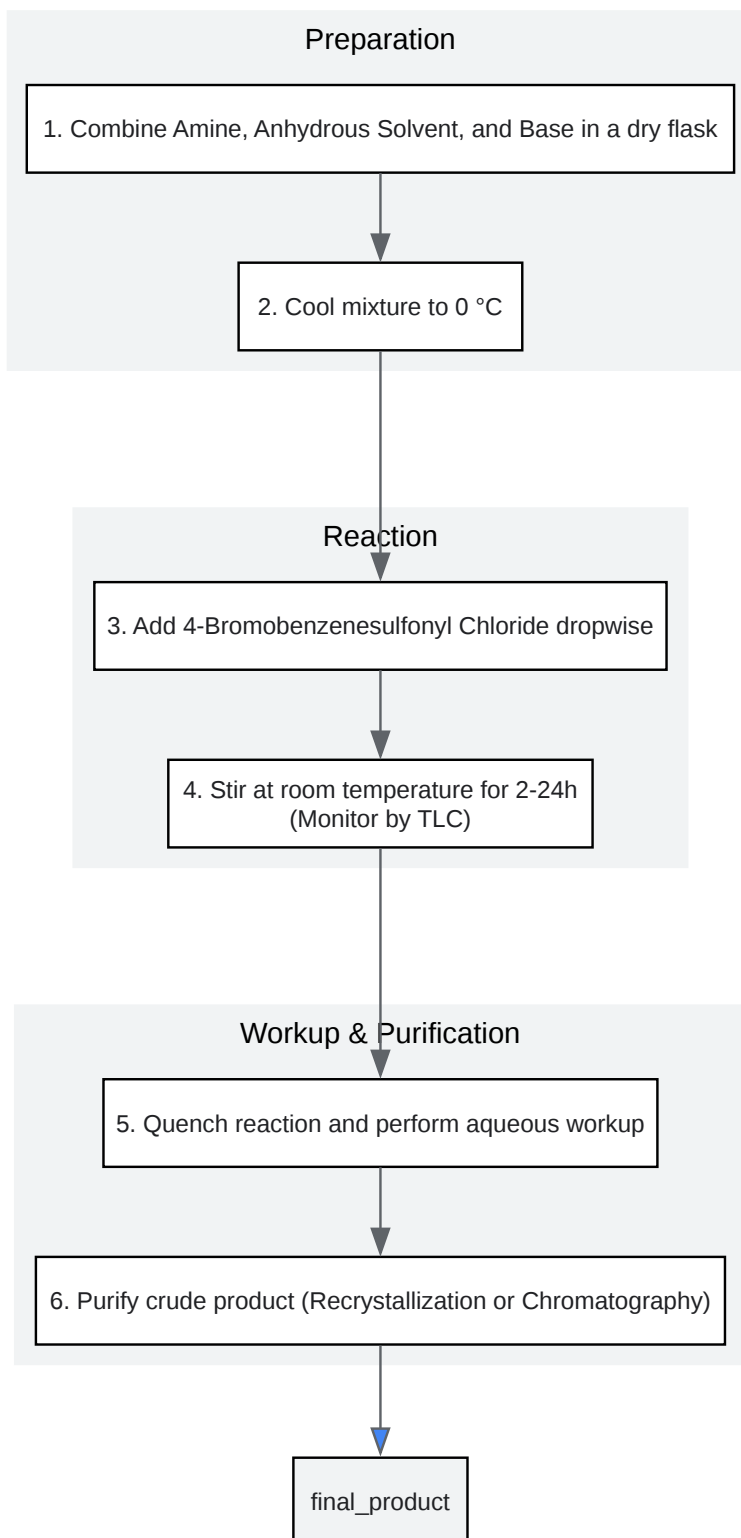 Preparation
1. Combine Amine, Anhydrous Solvent, and Base in a dry flask
2. Cool mixture to 0 °C
Reaction
3. Add 4-Bromobenzenesulfonyl Chloride dropwise
4. Stir at room temperature for 2-24h
(Monitor by TLC)
Workup & Purification
5. Quench reaction and perform aqueous workup
6. Purify crude product (Recrystallization or Chromatography)
final_product